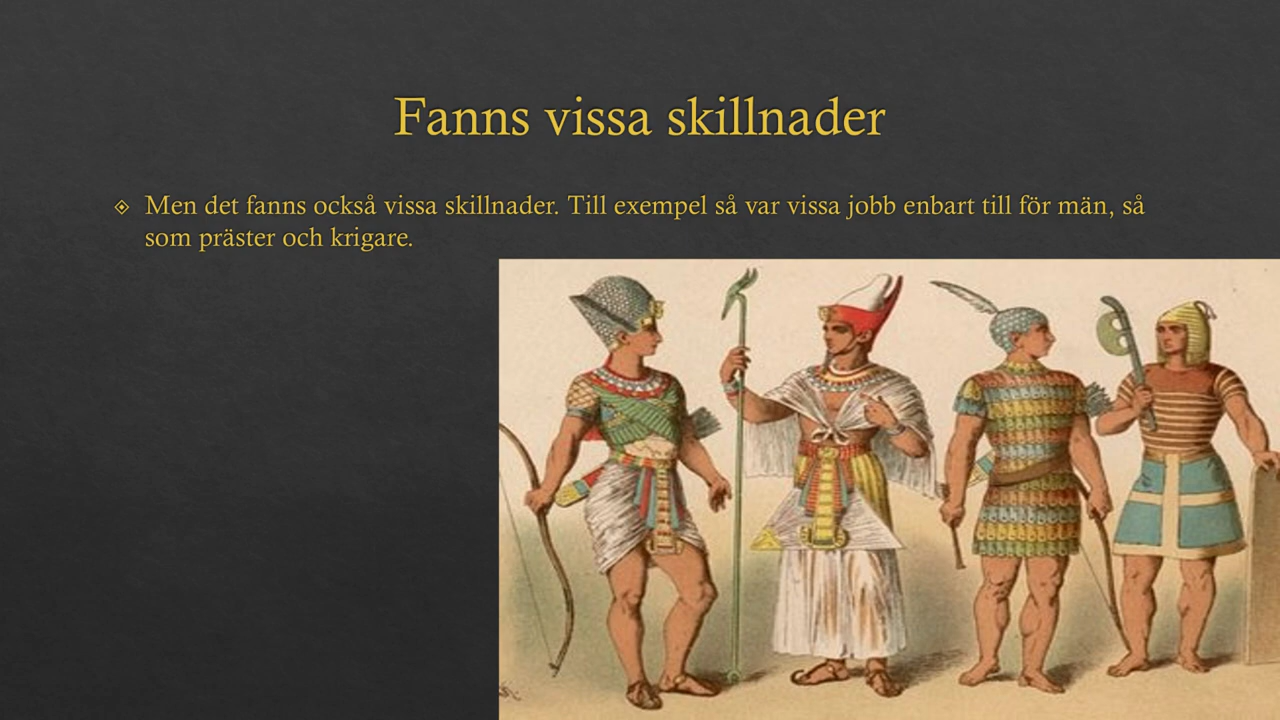 Fanns vissa skillnader
Men det fanns också vissa skillnader. Till exempel så var vissa jobb enbart till för män, så
som präster och krigare.